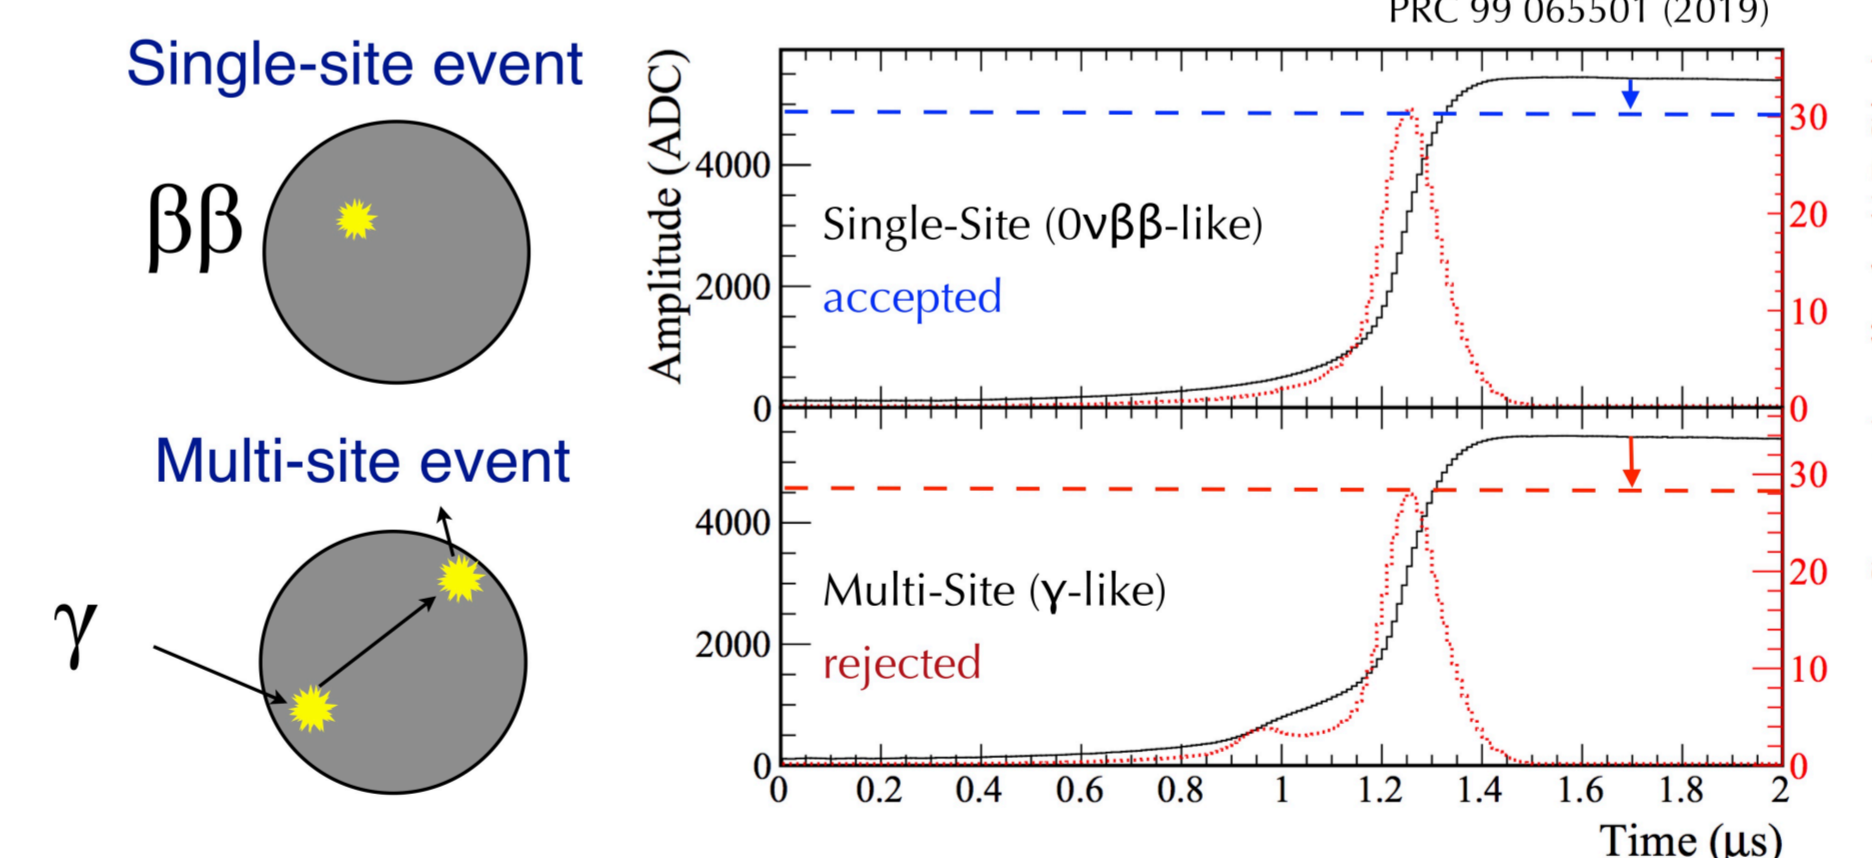 PRC 99 065501 (2019)
Single-site event
ββ
Multi-site event
γ
Amplitude (ADC)
4000
2000
0
Single-Site (0νββ-like)
accepted
30
20
10
0
4000
2000
0
Multi-Site (γ-like)
rejected
30
20
10
0
0 0.2 0.4 0.6 0.8 1 1.2 1.4 1.6 1.8 2
Time (μs)